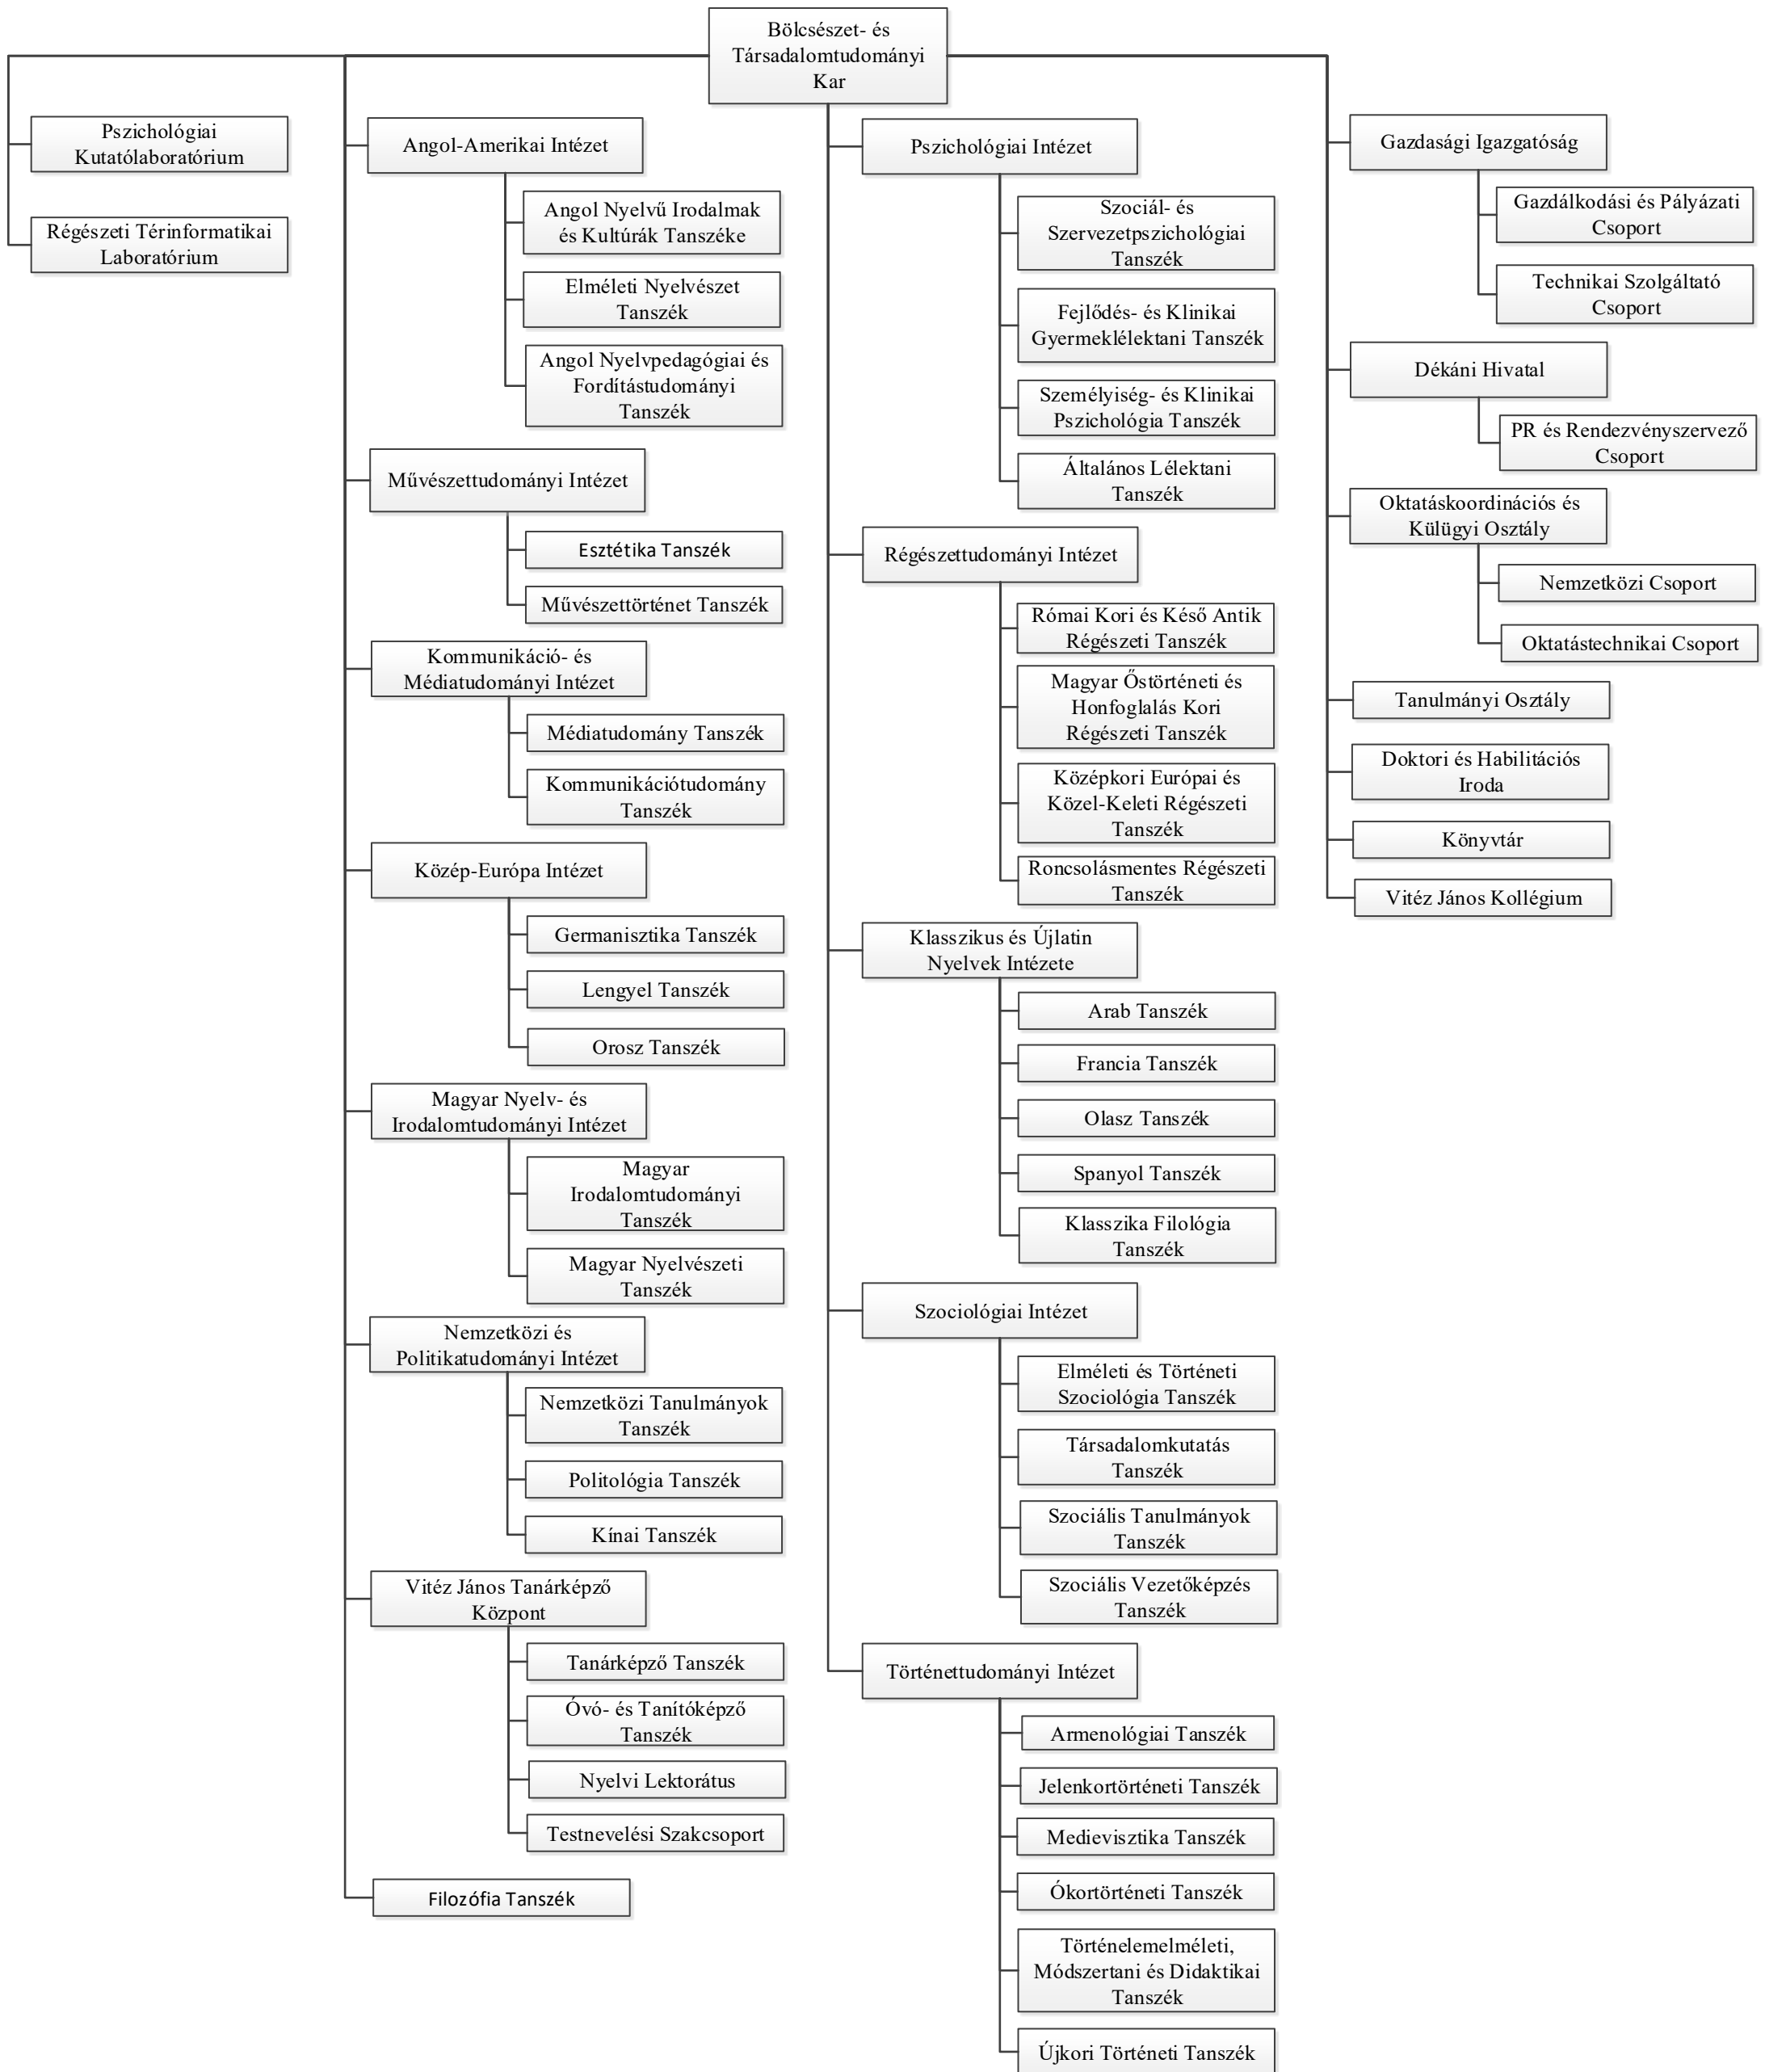 Bölcsészet- és
Társadalomtudományi
Kar
Pszichológiai
Kutatólaboratórium
Régészeti Térinformatikai
Laboratórium
Angol-Amerikai Intézet
Angol Nyelvű Irodalmak
és Kultúrák Tanszéke
Elméleti Nyelvészet
Tanszék
Angol Nyelvpedagógiai és
Fordítástudományi
Tanszék
Művészettudományi Intézet
Esztétika Tanszék
Művészettörténet Tanszék
Kommunikáció- és
Médiatudományi Intézet
Médiatudomány Tanszék
Kommunikációtudomány
Tanszék
Közép-Európa Intézet
Germanisztika Tanszék
Lengyel Tanszék
Orosz Tanszék
Magyar Nyelv- és
Irodalomtudományi Intézet
Magyar
Irodalomtudományi
Tanszék
Magyar Nyelvészeti
Tanszék
Nemzetközi és
Politikatudományi Intézet
Nemzetközi Tanulmányok
Tanszék
Politológia Tanszék
Kínai Tanszék
Vitéz János Tanárképző
Központ
Tanárképző Tanszék
Óvó- és Tanítóképző
Tanszék
Nyelvi Lektorátus
Testnevelési Szakcsoport
Filozófia Tanszék
Pszichológiai Intézet
Szociál- és
Szervezetpszichológiai
Tanszék
Fejlődés- és Klinikai
Gyermeklélektani Tanszék
Személyiség- és Klinikai
Pszichológia Tanszék
Általános Lélektani
Tanszék
Régészettudományi Intézet
Római Kori és Késő Antik
Régészeti Tanszék
Magyar Őstörténeti és
Honfoglalás Kori
Régészeti Tanszék
Középkori Európai és
Közel-Keleti Régészeti
Tanszék
Roncsolásmentes Régészeti
Tanszék
Klasszikus és Újlatin
Nyelvek Intézete
Arab Tanszék
Francia Tanszék
Olasz Tanszék
Spanyol Tanszék
Klasszika Filológia
Tanszék
Szociológiai Intézet
Elméleti és Történeti
Szociológia Tanszék
Társadalomkutatás
Tanszék
Szociális Tanulmányok
Tanszék
Szociális Vezetőképzés
Tanszék
Történettudományi Intézet
Armenológiai Tanszék
Jelenkortörténeti Tanszék
Medievisztika Tanszék
Ókortörténeti Tanszék
Történelemelméleti,
Módszertani és Didaktikai
Tanszék
Újkori Történeti Tanszék
Gazdasági Igazgatóság
Gazdálkodási és Pályázati
Csoport
Technikai Szolgáltató
Csoport
Dékáni Hivatal
PR és Rendezvényszervező
Csoport
Oktatáskoordinációs és
Külügyi Osztály
Nemzetközi Csoport
Oktatástechnikai Csoport
Tanulmányi Osztály
Doktori és Habilitációs
Iroda
Könyvtár
Vitéz János Kollégium